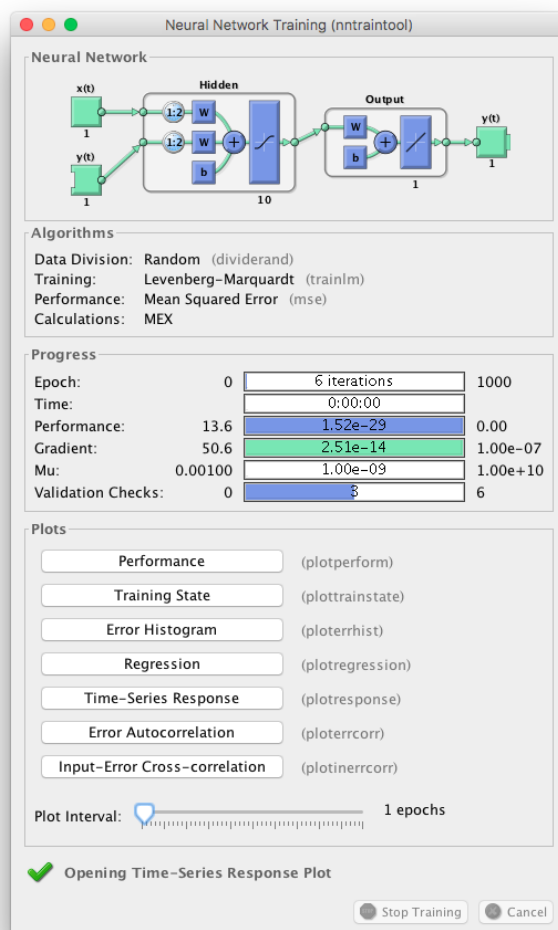 Neural Network Training (nntraintool)
Neural Network
Hidden
Output
x(t)
1
1:2
W
y(t)
1
1:2
W
b
+
10
W
b
+
1
y(t)
1
Algorithms
Data Division: Random (dividerand)
Training: Levenberg-Marquardt (trainlm)
Performance: Mean Squared Error (mse)
Calculations: MEX
Progress
Epoch: 0 6 iterations 1000
Time: 0:00:00
Performance: 13.6 1.52e-29 0.00
Gradient: 50.6 2.51e-14 1.00e-07
Mu: 0.00100 1.00e-09 1.00e+10
Validation Checks: 0 3 6
Plots
Performance (plotperform)
Training State (plottrainstate)
Error Histogram (ploterrhist)
Regression (plotregression)
Time-Series Response (plotresponse)
Error Autocorrelation (ploterrcorr)
Input-Error Cross-correlation (plotinerrcorr)
Plot Interval: 1 epochs
Opening Time-Series Response Plot
Stop Training Cancel